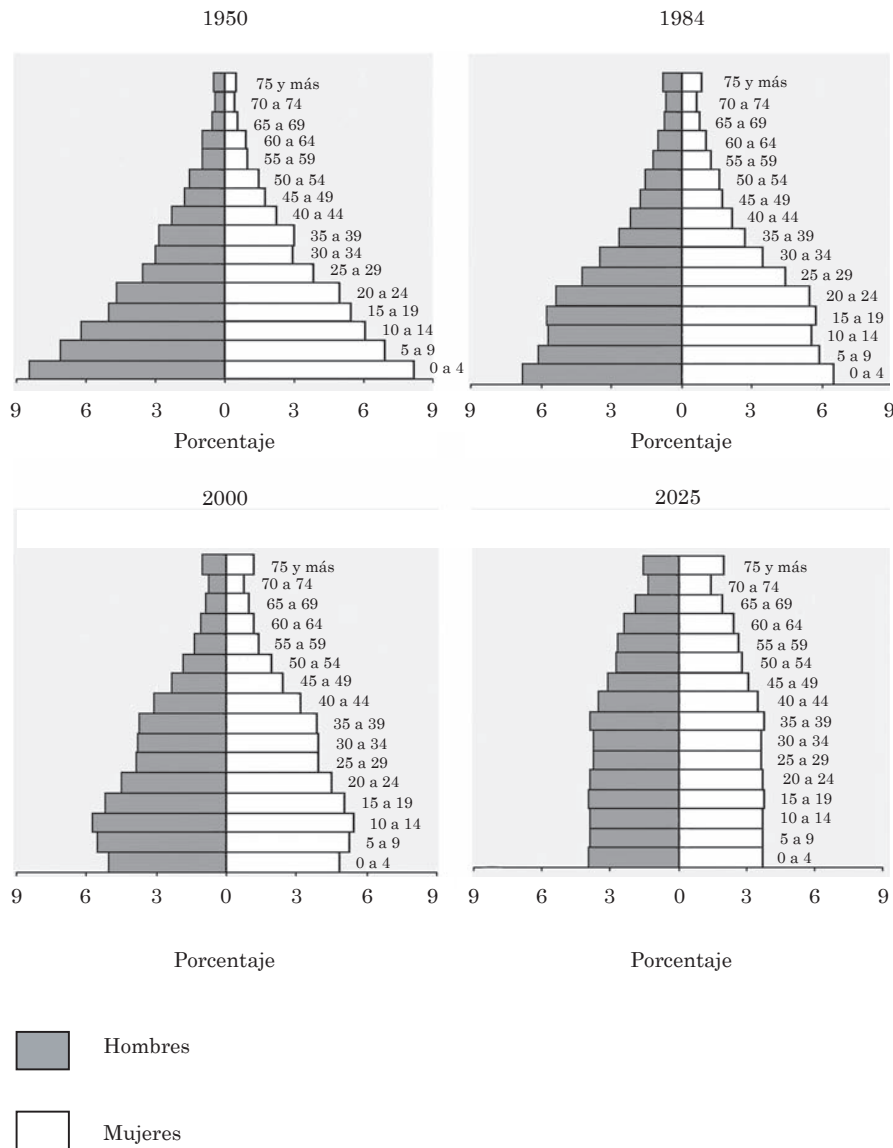 1950
75 y más
70 a 74
65 a 69
60 a 64
55 a 59
50 a 54
45 a 49
40 a 44
35 a 39
30 a 34
25 a 29
20 a 24
15 a 19
10 a 14
5 a 9
0 a 4
9 6 3 0 3 6 9
Porcentaje
1984
75 y más
70 a 74
65 a 69
60 a 64
55 a 59
50 a 54
45 a 49
40 a 44
35 a 39
30 a 34
25 a 29
20 a 24
15 a 19
10 a 14
5 a 9
0 a 4
9 6 3 0 3 6 9
Porcentaje
2000
75 y más
70 a 74
65 a 69
60 a 64
55 a 59
50 a 54
45 a 49
40 a 44
35 a 39
30 a 34
25 a 29
20 a 24
15 a 19
10 a 14
5 a 9
0 a 4
9 6 3 0 3 6 9
Porcentaje
2025
75 y más
70 a 74
65 a 69
60 a 64
55 a 59
50 a 54
45 a 49
40 a 44
35 a 39
30 a 34
25 a 29
20 a 24
15 a 19
10 a 14
5 a 9
0 a 4
9 6 3 0 3 6 9
Porcentaje
Hombres
Mujeres